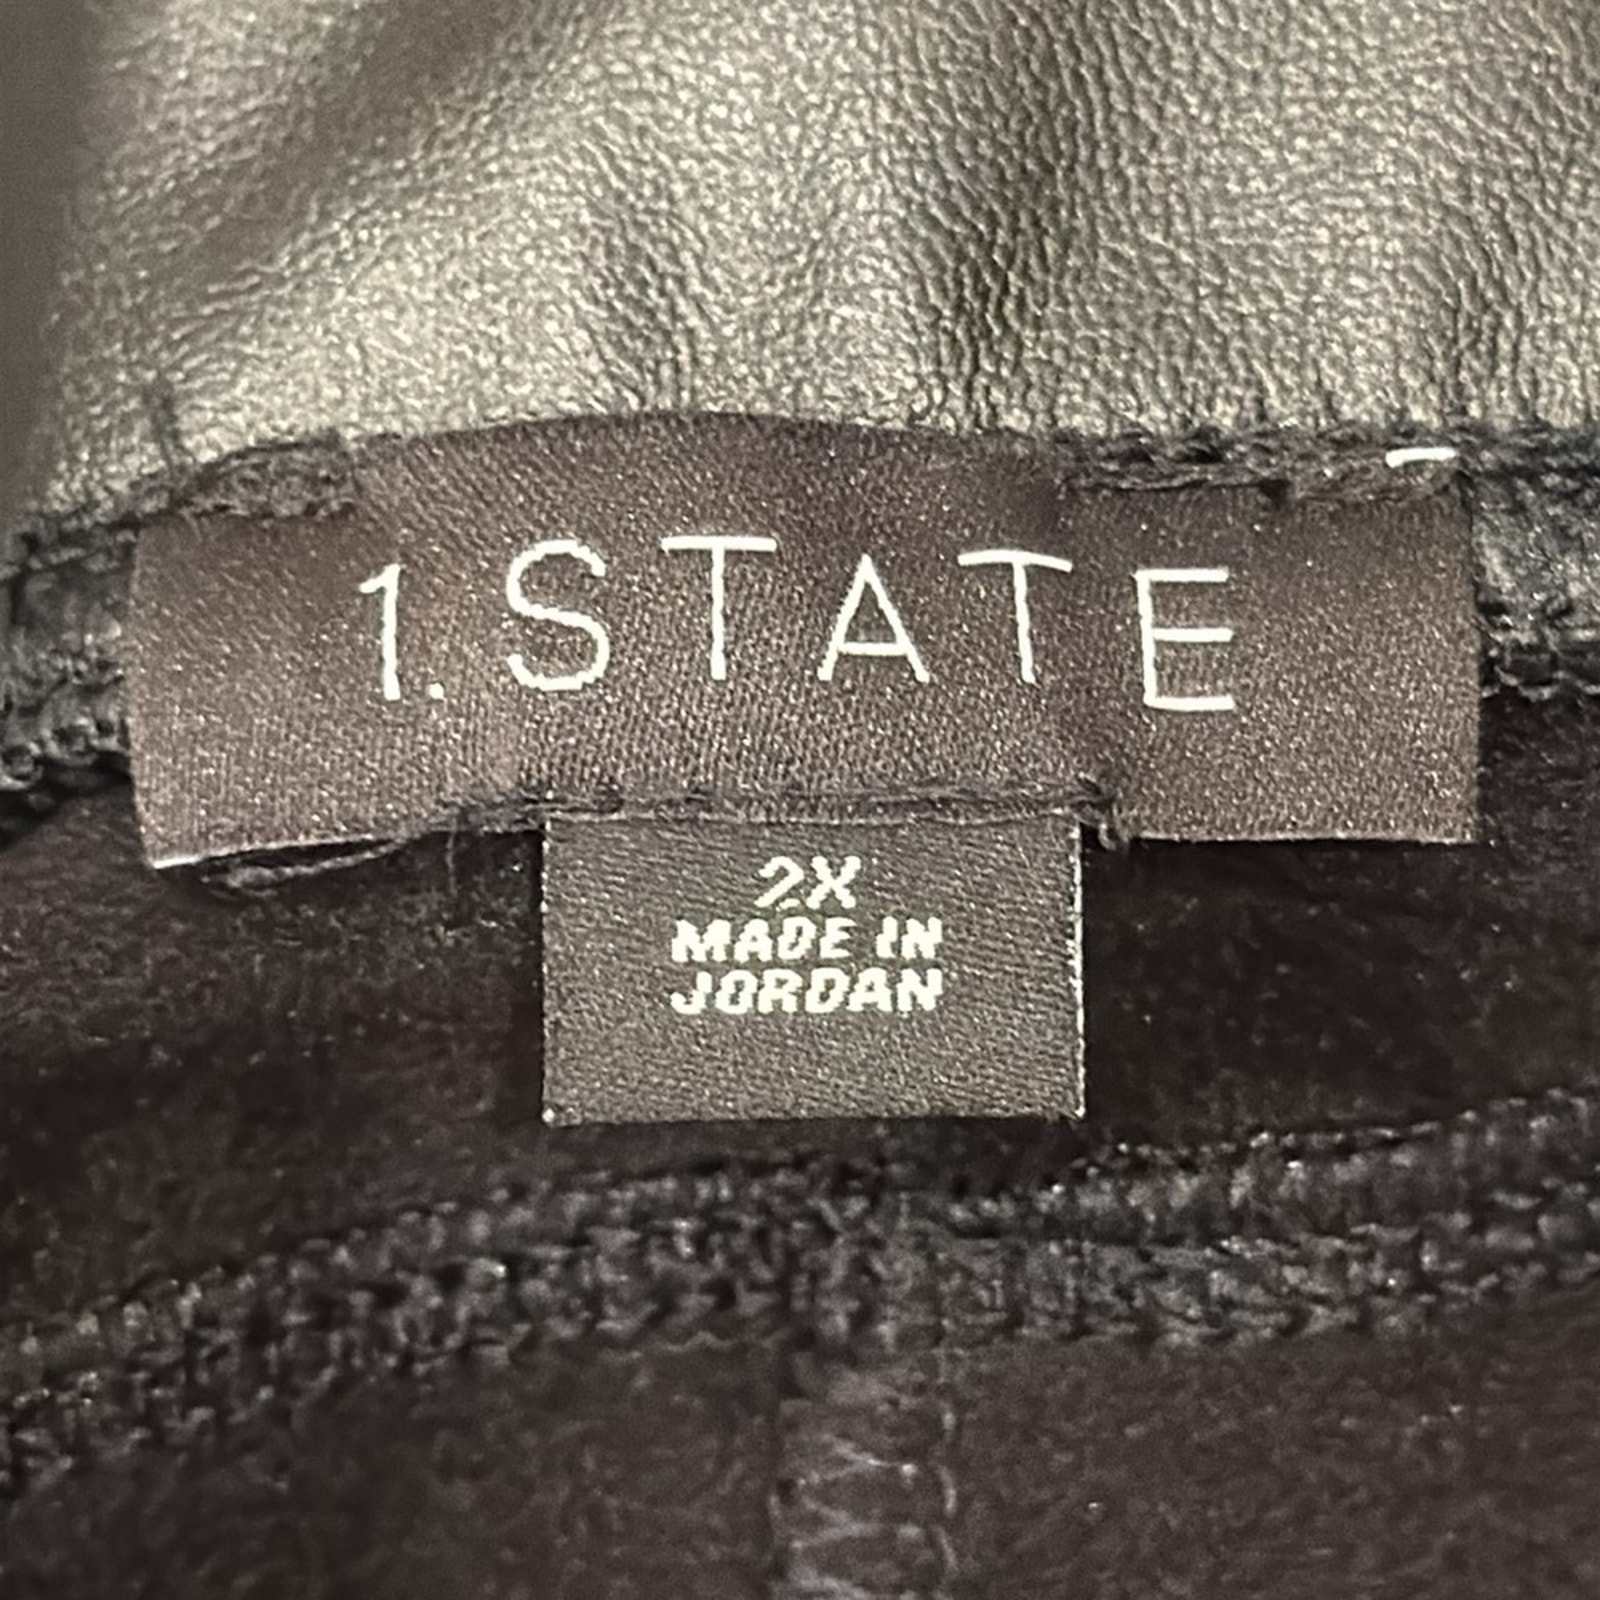 1. STATE
2X
MADE IN
JORDAN